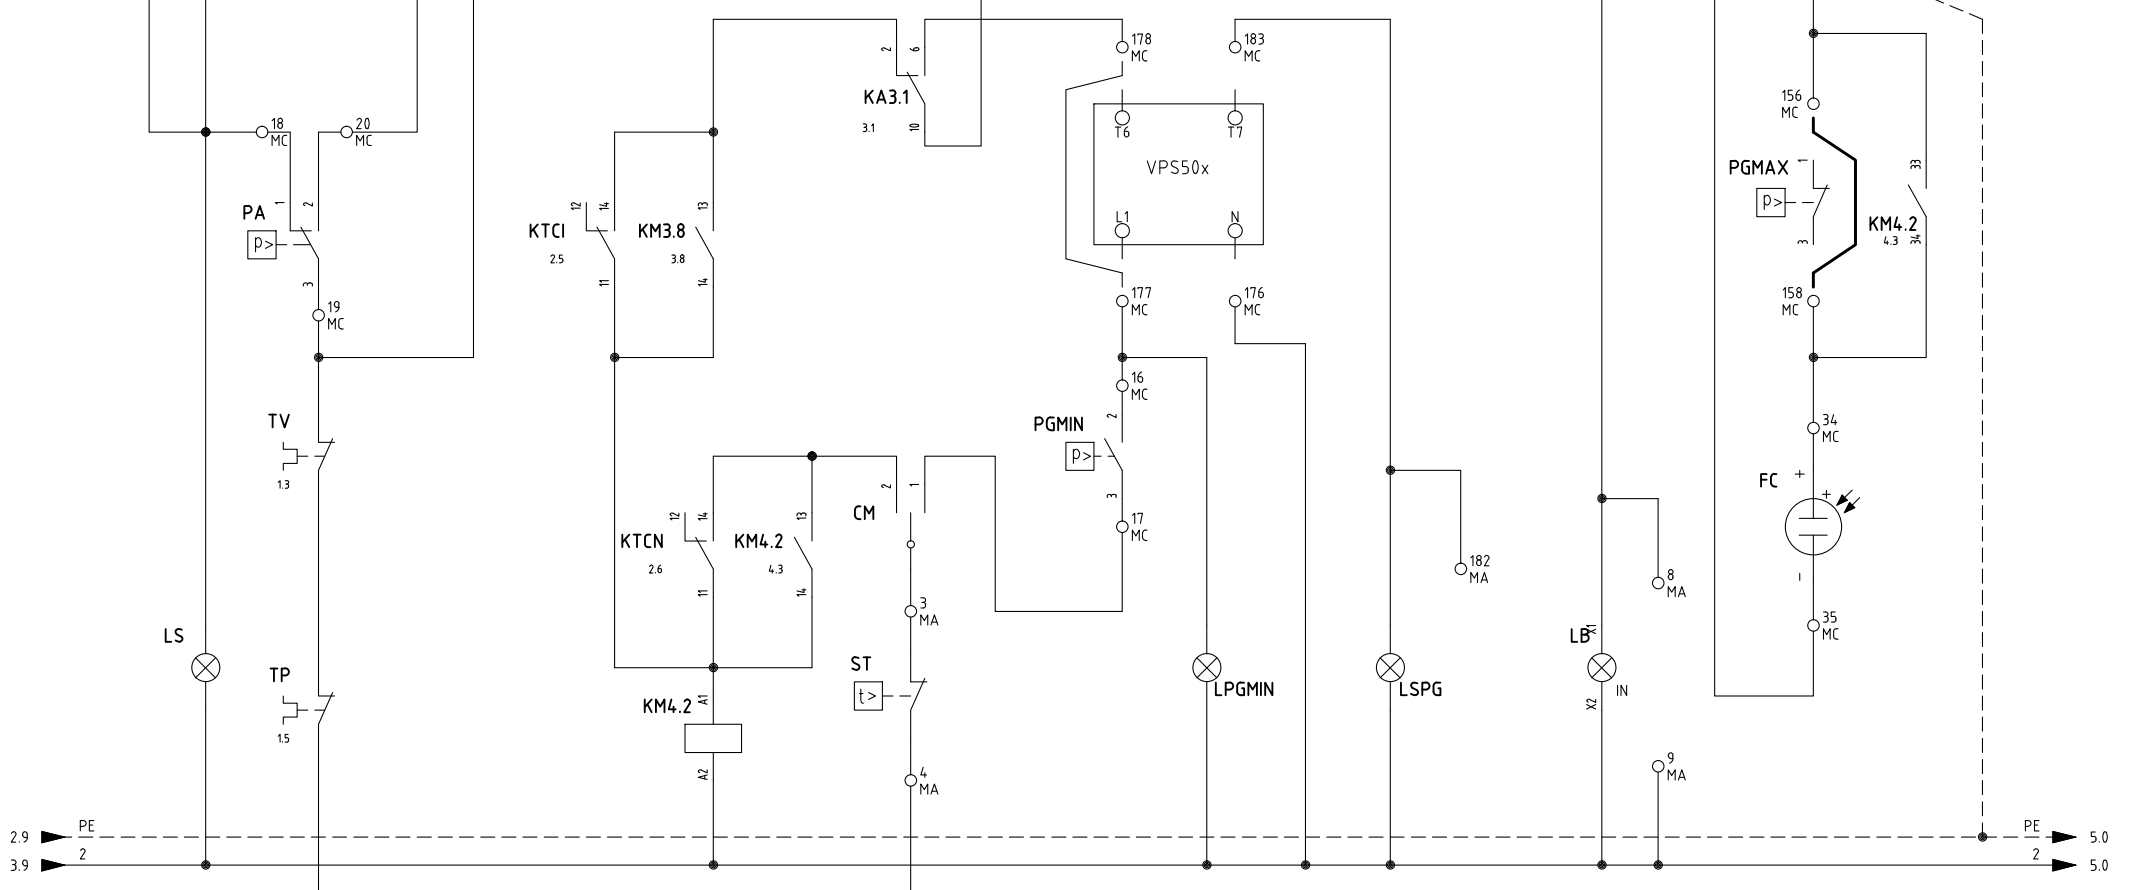 178
MC
183
MC
2
6
KA3.1
3.1
10
T6
T7
VPS50x
L1
N
177
MC
176
MC
18
MC
20
MC
PA
1
2
p>
3
19
MC
KTCI
2.5
12
14
11
KM3.8
3.8
13
14
156
MC
PGMAX
1
p>
3
33
KM4.2
4.3
34
158
MC
TV
1.3
16
MC
PGMIN
2
p>
3
17
MC
34
MC
FC
+
+
-
35
MC
KTCN
2.6
12
14
11
KM4.2
4.3
13
14
CM
2
1
3
MA
182
MA
8
MA
LS
TP
1.5
KM4.2
A1
A2
ST
t>
4
MA
LPGMIN
LSPG
LB
X1
IN
X2
9
MA
2.9
PE
PE
5.0
3.9
2
2
5.0